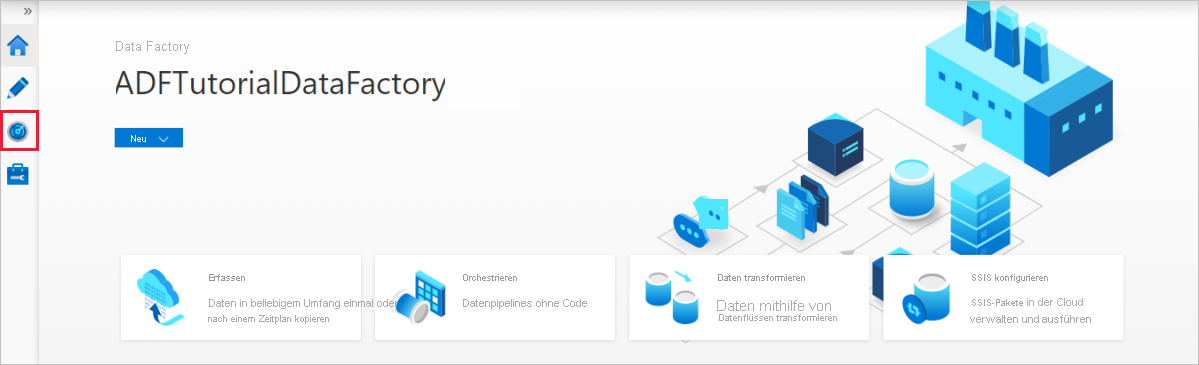 Data Factory
ADFTutorialDataFactory
Neu
Erfassen
Daten in beliebigem Umfang einmal oder
nach einem Zeitplan kopieren
Orchestrieren
Datenpipelines ohne Code
Daten transformieren
Daten mithilfe von
Datenflüssen transformieren
SSIS konfigurieren
SSIS-Pakete in der Cloud
verwalten und ausführen